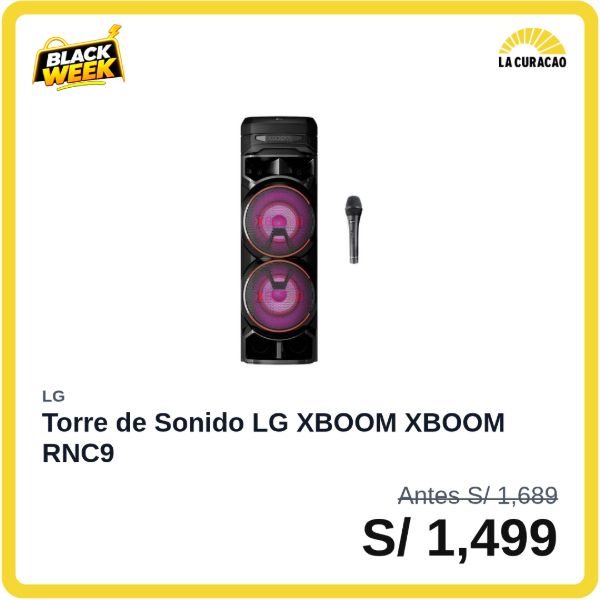 BLACK
WEEK
LA CURACAO
LG
Torre de Sonido LG XBOOM XBOOM
RNC9
Antes S/ 1,689
S/ 1,499